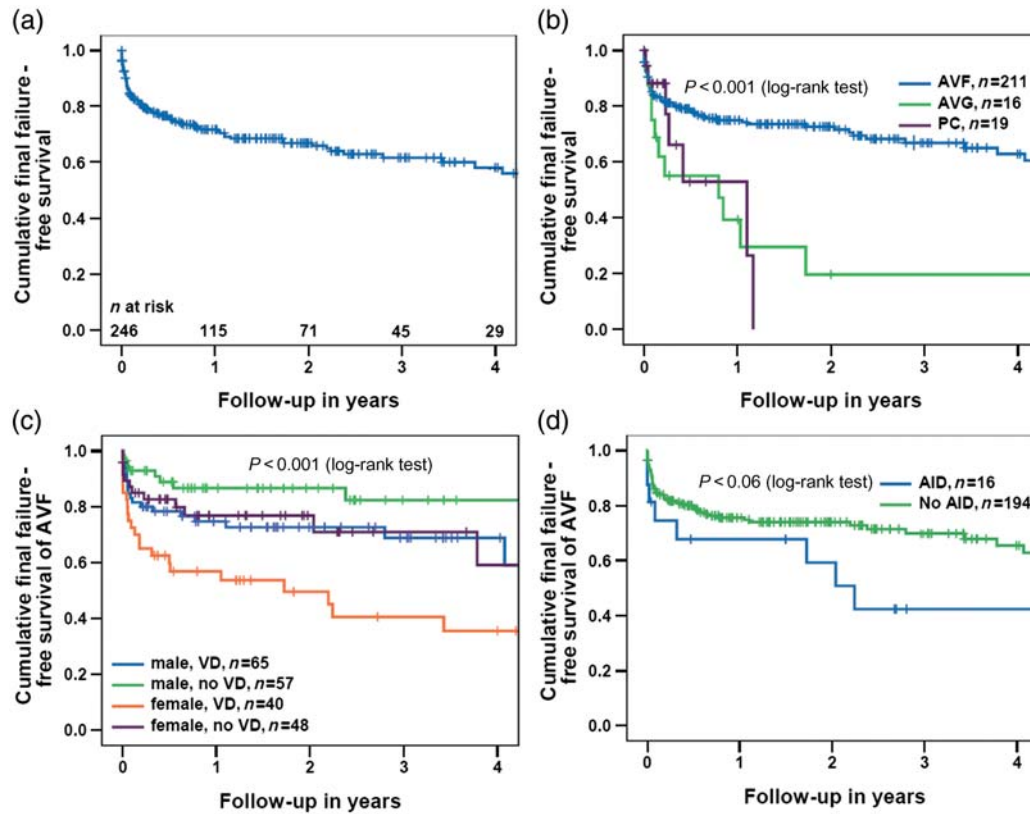 (a)
Cumulative final failure-
free survival
1.0
0.8
0.6
0.4
0.2
0.0
n at risk
246 115 71 45 29
0 1 2 3 4
Follow-up in years
(b)
Cumulative final failure-
free survival
1.0
0.8
0.6
0.4
0.2
0.0
P < 0.001 (log-rank test)
AVF, n=211
AVG, n=16
PC, n=19
0 1 2 3 4
Follow-up in years
(c)
Cumulative final failure-
free survival of AVF
1.0
0.8
0.6
0.4
0.2
0.0
P < 0.001 (log-rank test)
male, VD, n=65
male, no VD, n=57
female, VD, n=40
female, no VD, n=48
0 1 2 3 4
Follow-up in years
(d)
Cumulative final failure-
free survival of AVF
1.0
0.8
0.6
0.4
0.2
0.0
P < 0.06 (log-rank test)
AID, n=16
No AID, n=194
0 1 2 3 4
Follow-up in years